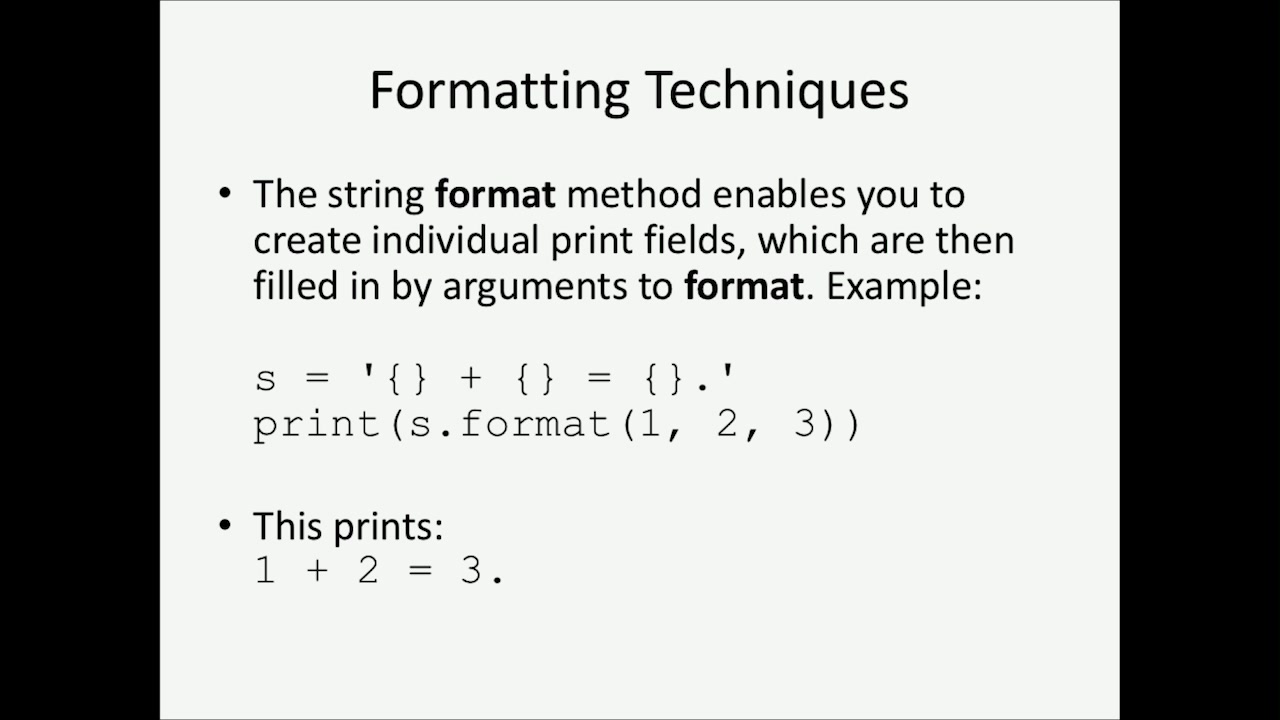 Formatting Techniques
• The string format method enables you to
create individual print fields, which are then
filled in by arguments to format. Example:
s = '{} + {} = {}.'
print(s.format(1, 2, 3))
• This prints:
1 + 2 = 3.